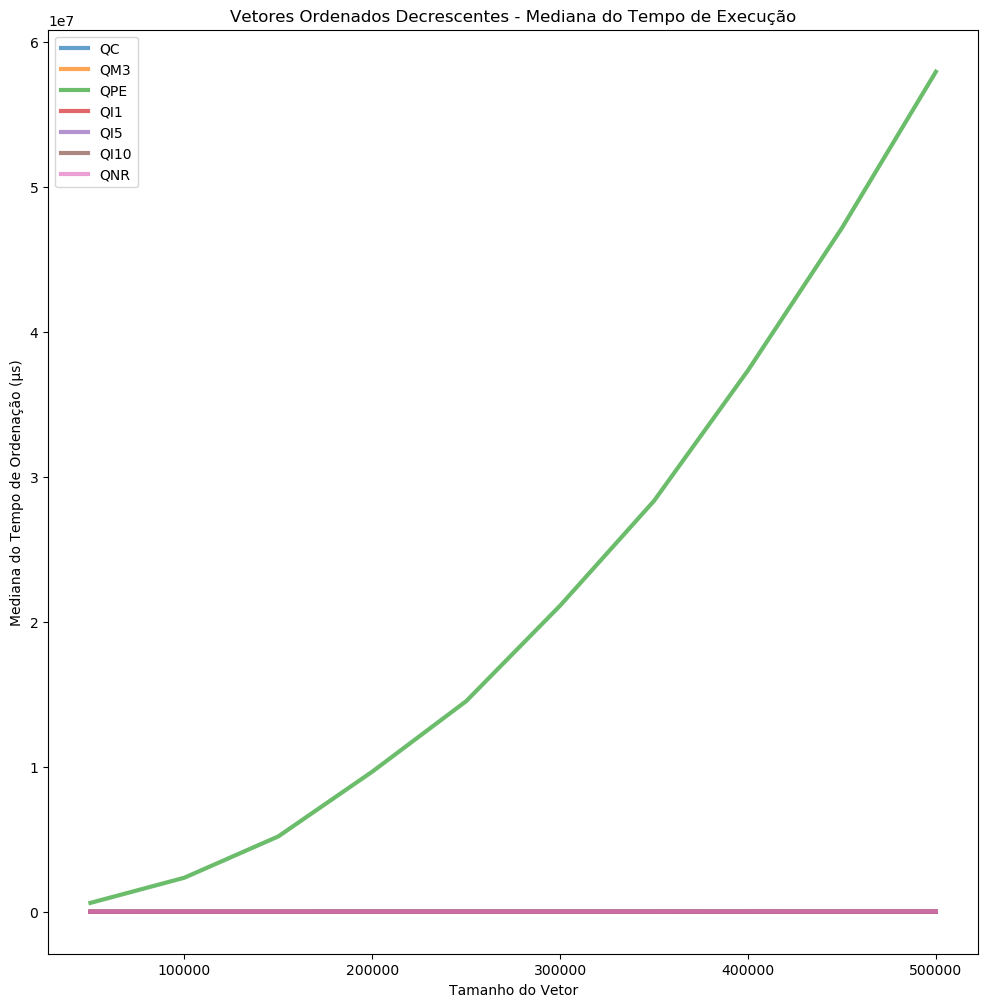 Vetores Ordenados Decrescentes - Mediana do Tempo de Execução
1e7
QC
QM3
QPE
QI1
QI5
QI10
QNR
6
5
4
3
2
1
0
Mediana do Tempo de Ordenação (μs)
100000
200000
300000
400000
500000
Tamanho do Vetor